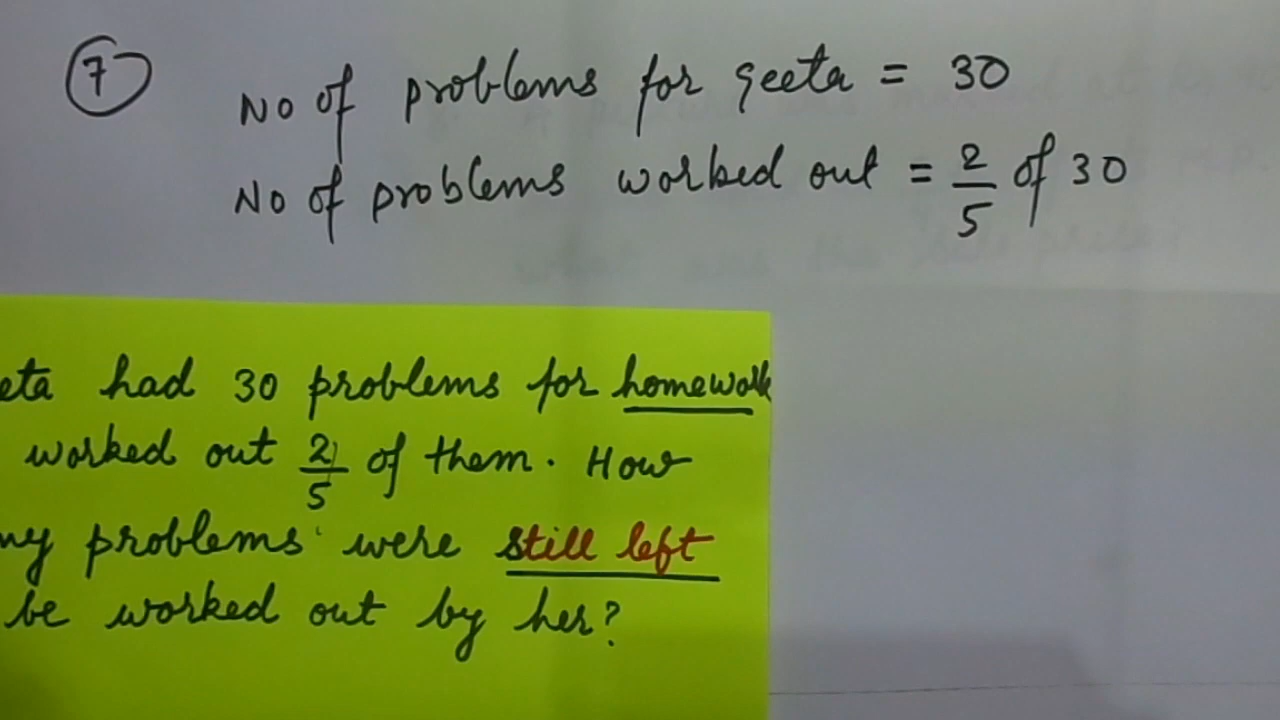 7
No of problems for geeta = 30
No of problems worked out = 2/5 of 30
eta had 30 problems for homework
worked out 2/5 of them. How
ny problems were still left
be worked out by her?